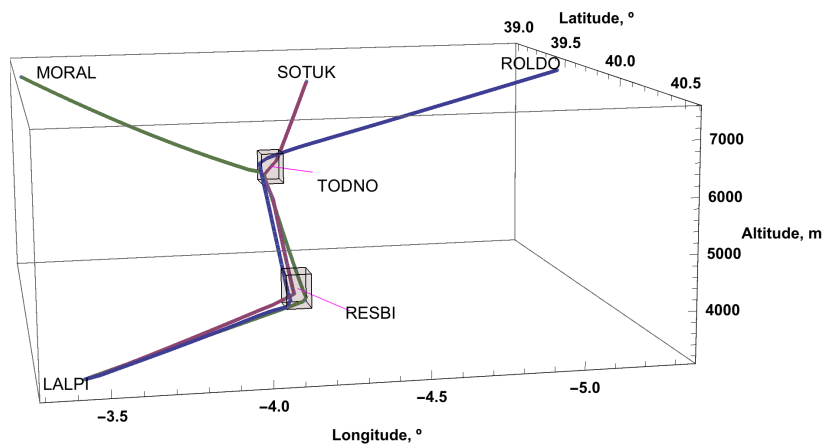 Latitude, º
39.0
39.5
40.0
40.5
MORAL
SOTUK
ROLDO
7000
TODNO
6000
Altitude, m
5000
4000
RESBI
LALPI
−3.5
−4.0
−4.5
−5.0
Longitude, º